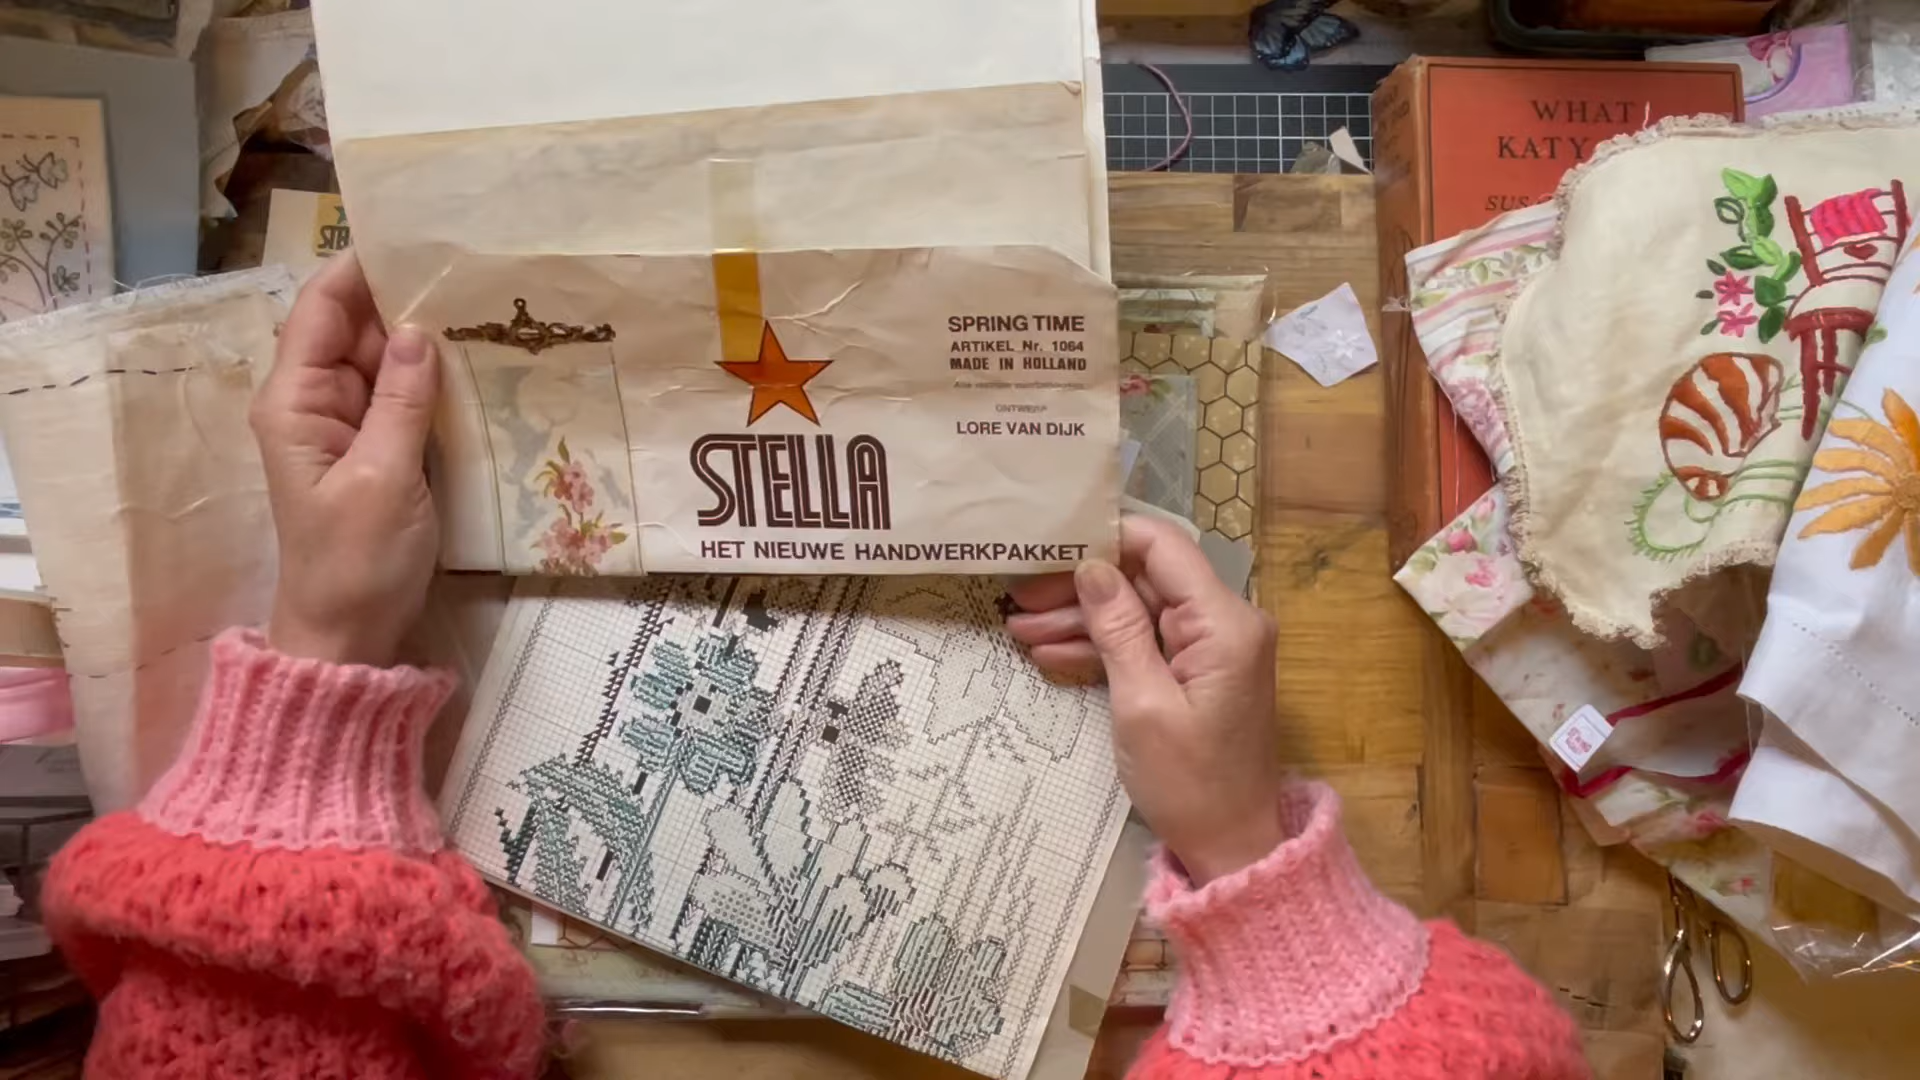 SPRING TIME
ARTIKEL Nr. 1064
MADE IN HOLLAND
ONTWERP
LORE VAN DIJK
STELLA
HET NIEUWE HANDWERKPAKKET
WHAT
KATY